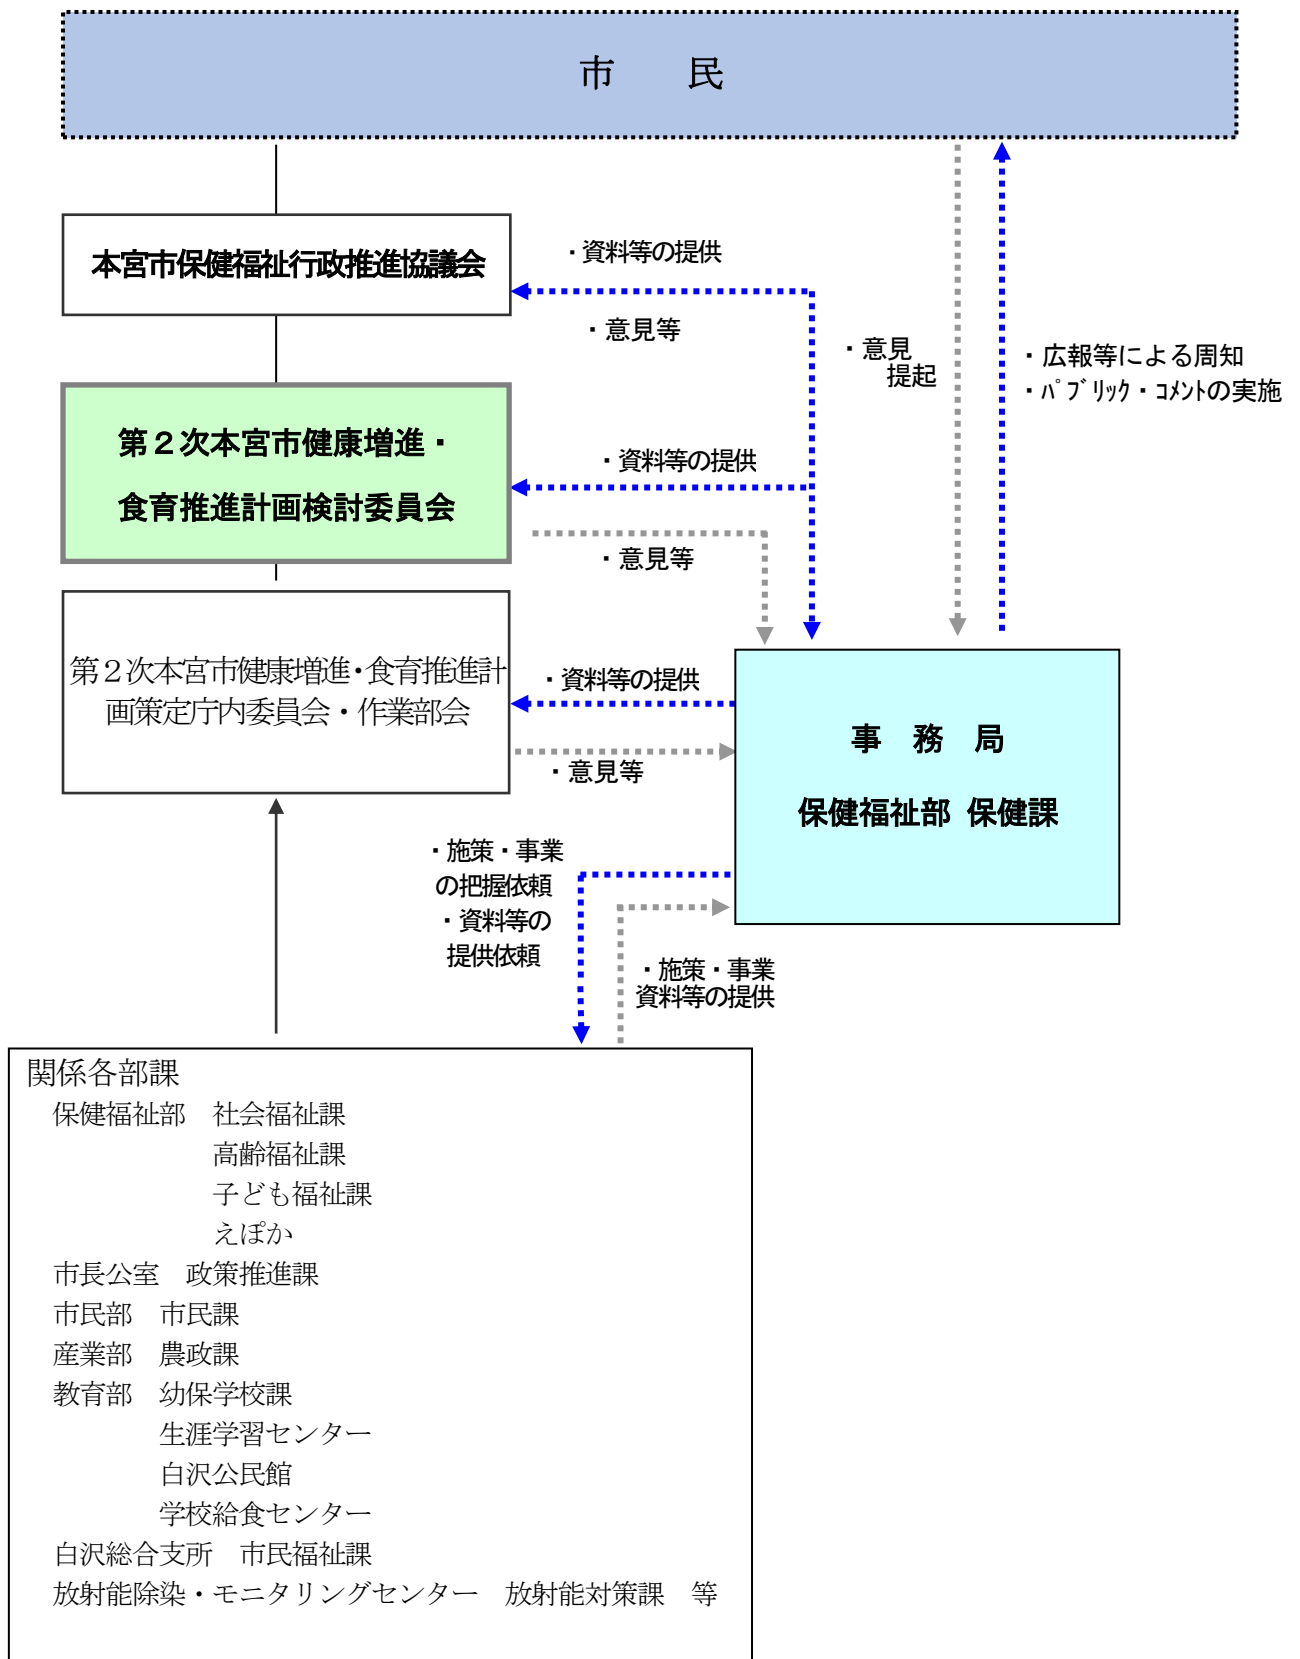 市　民
本宮市保健福祉行政推進協議会
・資料等の提供
・意見等
・意見
提起
・広報等による周知
・ﾊﾟﾌﾞﾘｯｸ・ｺﾒﾝﾄの実施
第２次本宮市健康増進・
食育推進計画検討委員会
・資料等の提供
・意見等
第２次本宮市健康増進・食育推進計
画策定庁内委員会・作業部会
・資料等の提供
・意見等
事　務　局
保健福祉部 保健課
・施策・事業
の把握依頼
・資料等の
提供依頼
・施策・事業
資料等の提供
関係各部課
保健福祉部　社会福祉課
高齢福祉課
子ども福祉課
えぽか
市長公室　政策推進課
市民部　市民課
産業部　農政課
教育部　幼保学校課
生涯学習センター
白沢公民館
学校給食センター
白沢総合支所　市民福祉課
放射能除染・モニタリングセンター　放射能対策課　等